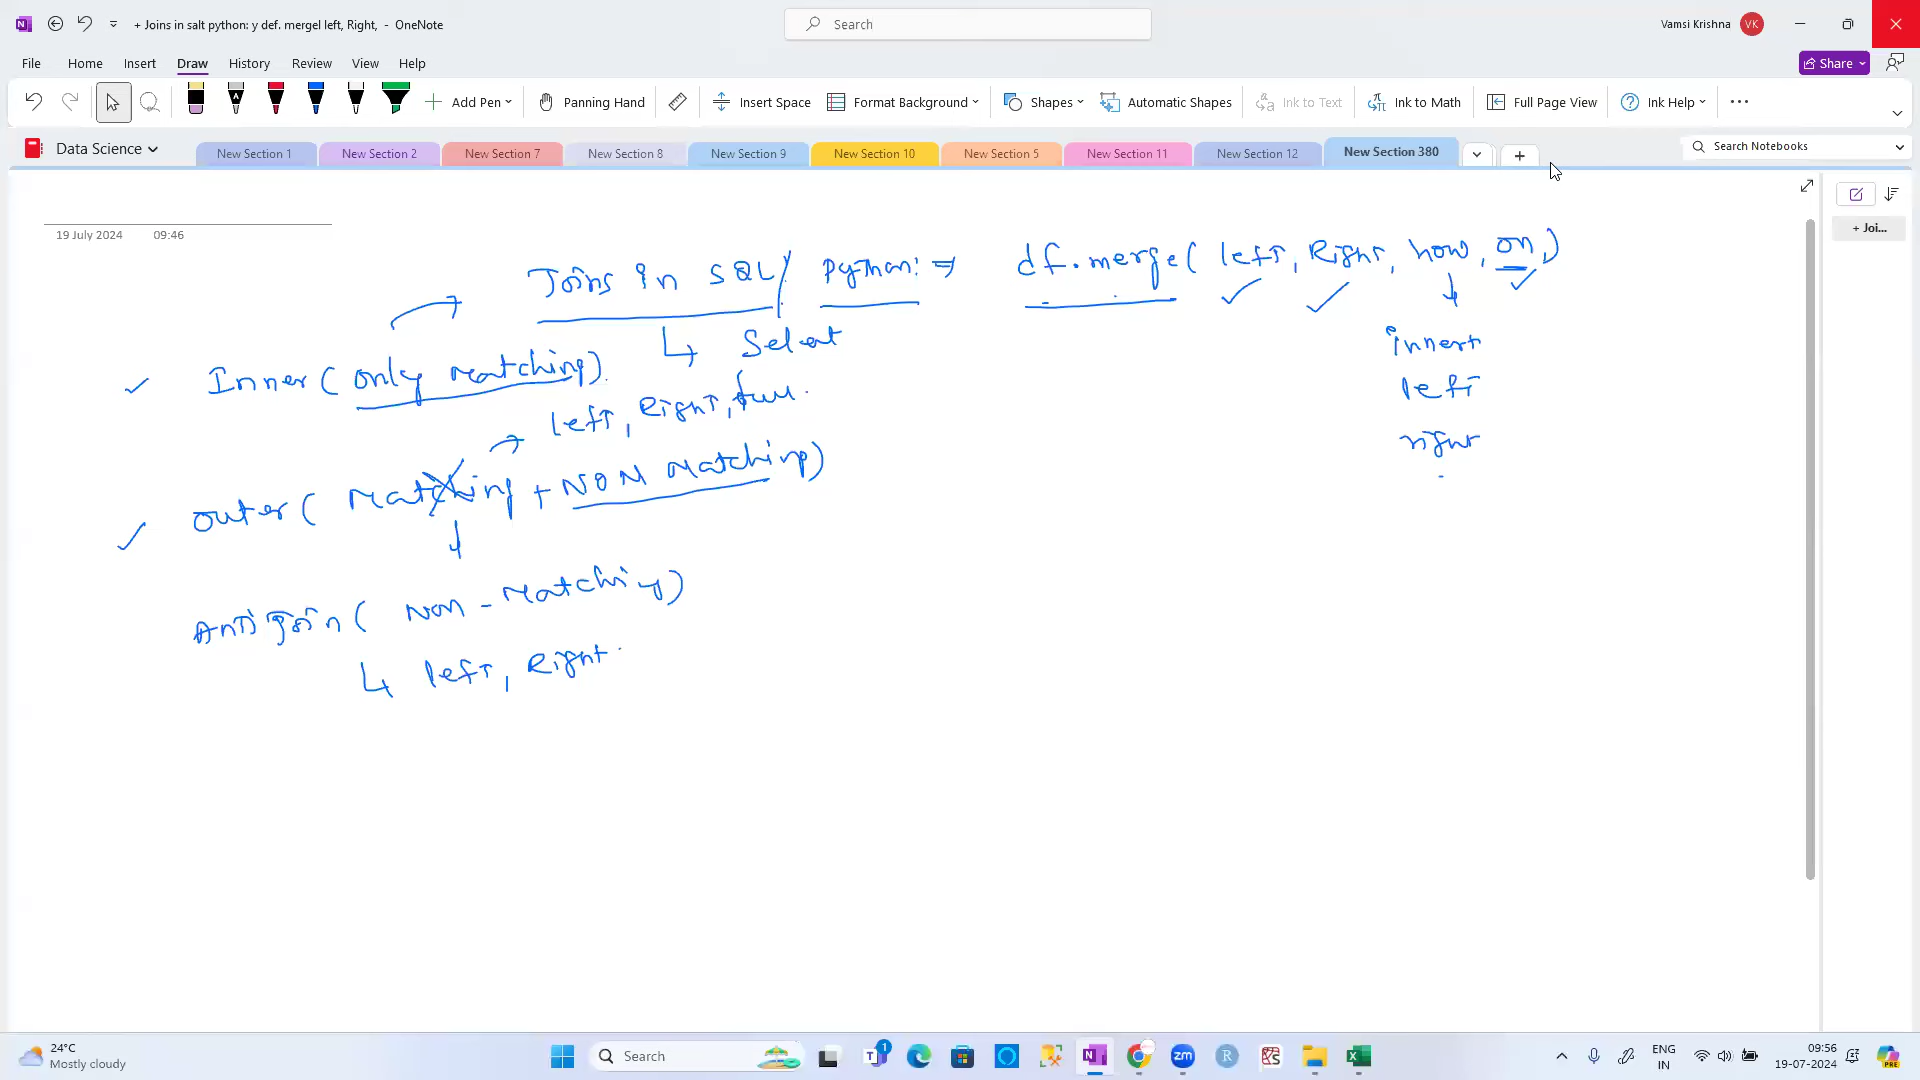 + Joins in salt python: y def. mergel left, Right, - OneNote
Search
Vamsi Krishna VK
File Home Insert Draw History Review View Help
Share
Add Pen Panning Hand Insert Space Format Background Shapes Automatic Shapes Ink to Text Ink to Math Full Page View Ink Help
Data Science
New Section 1 New Section 2 New Section 7 New Section 8 New Section 9 New Section 10 New Section 5 New Section 11 New Section 12 New Section 380
Search Notebooks
+ Joi...
19 July 2024 09:46
Joins in SQL / Python: => df.merge( left, Right, how, on,)
Select
Inner ( only matching).
left, Right, full.
outer ( matching + NON matching)
Anti Join ( Non - matching)
left, Right.
inner
left
right
24°C
Mostly cloudy
Search
1
ENG
IN
09:56
19-07-2024
PRE